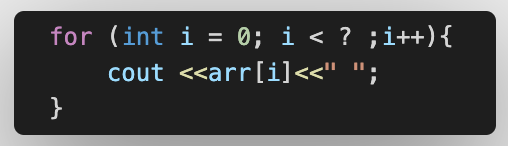 for (int i = 0; i < ? ;i++){
cout <<arr[i]<<" ";
}